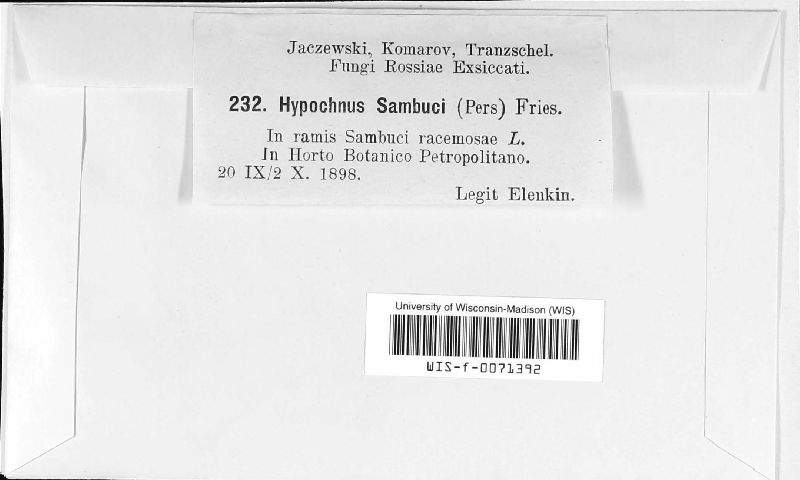 Jaczewski, Komarov, Tranzschel.
Fungi Rossiae Exsiccati.
232. Hypochnus Sambuci (Pers) Fries.
In ramis Sambuci racemosae L.
In Horto Botanico Petropolitano.
20 IX/2 X. 1898.
Legit Elenkin.
University of Wisconsin-Madison (WIS)
WIS-f-0071392